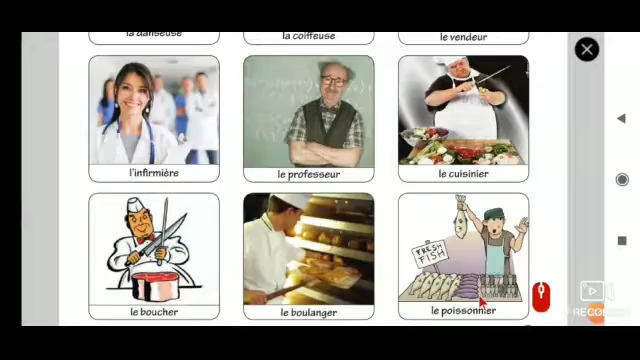 la danseuse
la coiffeuse
le vendeur
l'infirmière
le professeur
le cuisinier
FRESH
FISH
le boucher
le boulanger
le poissonnier